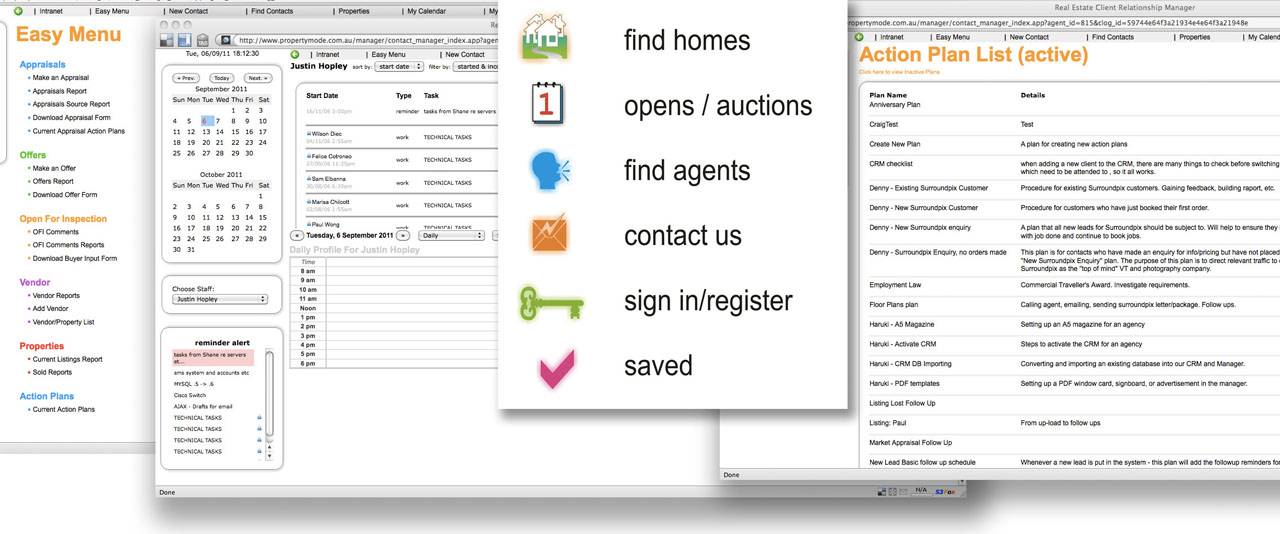 Intranet | Easy Menu | New Contact | Find Contacts | Properties | My Calendar
Easy Menu
Appraisals
Make an Appraisal
Appraisals Report
Appraisals Source Report
Download Appraisal Form
Current Appraisal Action Plans
Offers
Make an Offer
Offers Report
Download Offer Form
Open For Inspection
OFI Comments
OFI Comments Reports
Download Buyer Input Form
Vendor
Vendor Reports
Add Vendor
Vendor/Property List
Properties
Current Listings Report
Sold Reports
Action Plans
Current Action Plans
http://www.propertymode.com.au/manager/contact_manager_index.app?agen
Tue, 06/09/11 18:12:30
| Intranet | Easy Menu | New Contact
« Prev. Today Next. »
September 2011
Sun Mon Tue Wed Thu Fri Sat
1 2 3
4 5 6 7 8 9 10
11 12 13 14 15 16 17
18 19 20 21 22 23 24
25 26 27 28 29 30
October 2011
Sun Mon Tue Wed Thu Fri Sat
1
2 3 4 5 6 7 8
9 10 11 12 13 14 15
16 17 18 19 20 21 22
23 24 25 26 27 28 29
30 31
Choose Staff:
Justin Hopley
reminder alert
tasks from Shane re servers
et...
ams system and accounts etc
MYSQL .5 -> .6
Cisco Switch
AJAX - Drafts for email
TECHNICAL TASKS
TECHNICAL TASKS
TECHNICAL TASKS
TECHNICAL TASKS
Done
Justin Hopley sort by: start date filter by: started & inco
Start Date Type Task
16/11/06 3:00pm reminder tasks from Shane re servers
Wilson Diec
04/11/06 2:55am work TECHNICAL TASKS
Felice Cotroneo
27/09/06 11:25pm work TECHNICAL TASKS
Sam Elbanna
30/08/06 6:30pm work TECHNICAL TASKS
Marisa Chilcott
22/08/06 1:55pm work TECHNICAL TASKS
Paul Wong
« Tuesday, 6 September 2011 » Daily
Daily Profile For Justin Hopley
Time
8 am
9 am
10 am
11 am
Noon
1 pm
2 pm
3 pm
4 pm
5 pm
6 pm
find homes
1
opens / auctions
find agents
contact us
sign in/register
saved
Real Estate Client Relationship Manager
propertymode.com.au/manager/contact_manager_index.app?agent_id=815&clog_id=59744e64f3a21934e4e64f3a21948e
| Intranet | Easy Menu | New Contact | Find Contacts | Properties | My Calend
Action Plan List (active)
Click here to view Inactive Plans
Plan Name Details
Anniversary Plan
CraigTest Test
Create New Plan A plan for creating new action plans
CRM checklist when adding a new client to the CRM, there are many things to check before switching
which need to be attended to , so it all works.
Denny - Existing Surroundpix Customer Procedure for existing Surroundpix customers. Gaining feedback, building report, etc.
Denny - New Surroundpix Customer Procedure for customers who have just booked their first order.
Denny - New Surroundpix enquiry A plan that all new leads for Surroundpix should be subject to. Will help to ensure they
with job done and continue to book jobs.
Denny - Surroundpix Enquiry, no orders made This plan is for contacts who have made an enquiry for info/pricing but have not placed
"New Surroundpix Enquiry" plan. The purpose of this plan is to direct relevant traffic to
Surroundpix as the "top of mind" VT and photography company.
Employment Law Commercial Traveller's Award. Investigate requirements.
Floor Plans plan Calling agent, emailing, sending surroundpix letter/package. Follow ups.
Haruki - A5 Magazine Setting up an A5 magazine for an agency
Haruki - Activate CRM Steps to activate the CRM for an agency
Haruki - CRM DB Importing Converting and importing an existing database into our CRM and Manager.
Haruki - PDF templates Setting up a PDF window card, signboard, or advertisement in the manager.
Listing Lost Follow Up
Listing: Paul From up-load to follow ups
Market Appraisal Follow Up
New Lead Basic follow up schedule Whenever a new lead is put in the system - this plan will add the followup reminders fo
Done
N/A S3Fox